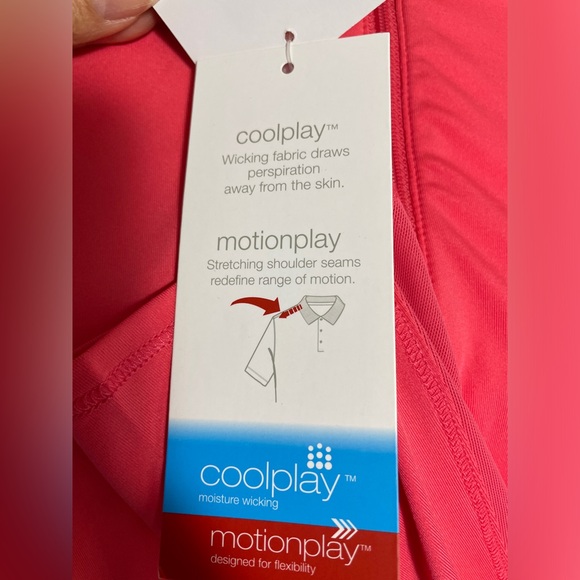 coolplay™
Wicking fabric draws
perspiration
away from the skin.
motionplay
Stretching shoulder seams
redefine range of motion.
coolplay™
moisture wicking
motionplay™
designed for flexibility